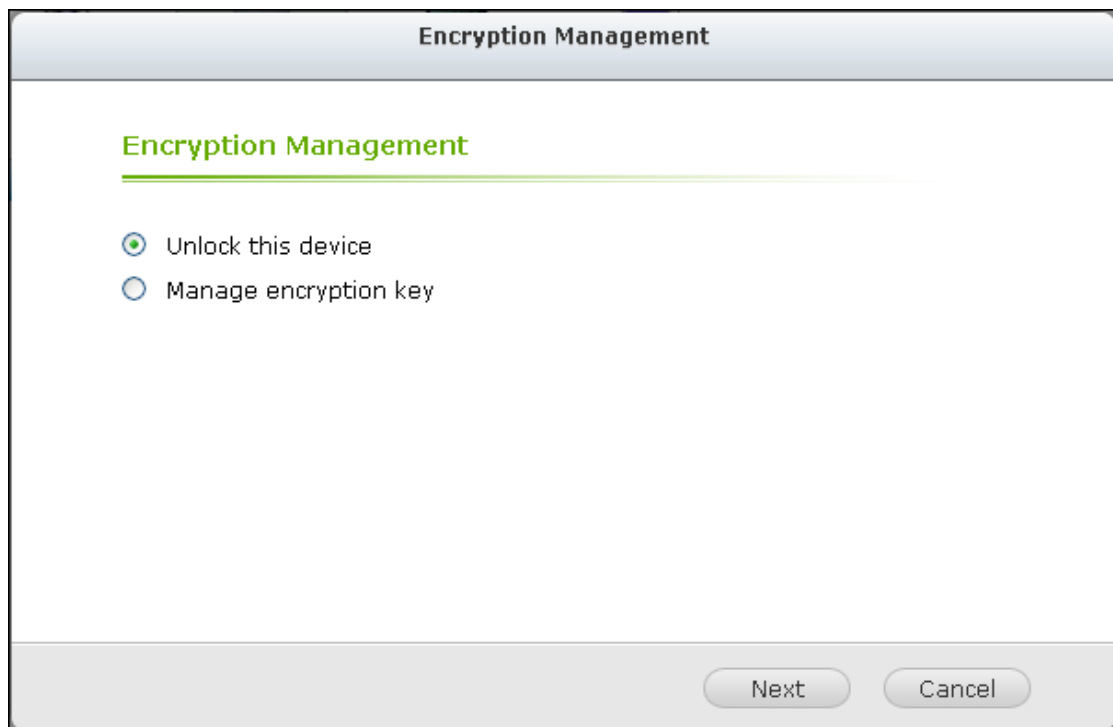 Encryption Management
Encryption Management
Unlock this device
Manage encryption key
Next Cancel